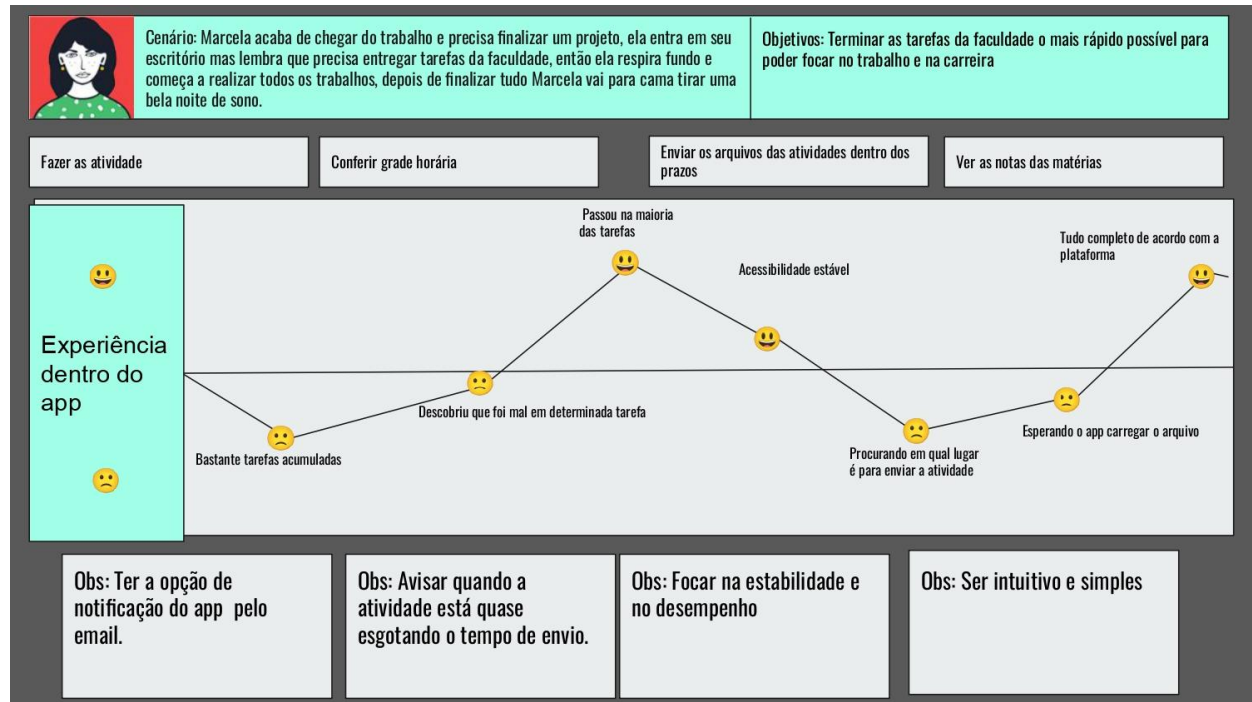 Cenário: Marcela acaba de chegar do trabalho e precisa finalizar um projeto, ela entra em seu
escritório mas lembra que precisa entregar tarefas da faculdade, então ela respira fundo e
começa a realizar todos os trabalhos, depois de finalizar tudo Marcela vai para cama tirar uma
bela noite de sono.
Objetivos: Terminar as tarefas da faculdade o mais rápido possível para
poder focar no trabalho e na carreira
Fazer as atividade
Conferir grade horária
Enviar os arquivos das atividades dentro dos
prazos
Ver as notas das matérias
Experiência
dentro do
app
Bastante tarefas acumuladas
Descobriu que foi mal em determinada tarefa
Passou na maioria
das tarefas
Acessibilidade estável
Procurando em qual lugar
é para enviar a atividade
Esperando o app carregar o arquivo
Tudo completo de acordo com a
plataforma
Obs: Ter a opção de
notificação do app pelo
email.
Obs: Avisar quando a
atividade está quase
esgotando o tempo de envio.
Obs: Focar na estabilidade e
no desempenho
Obs: Ser intuitivo e simples